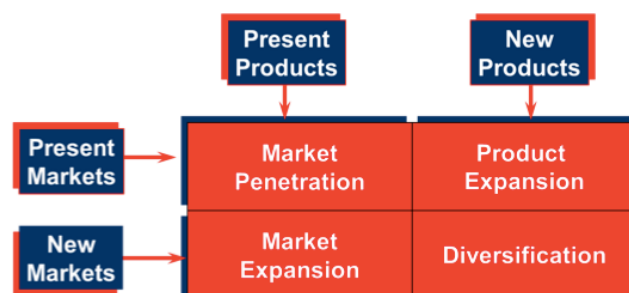 Present
Products
New
Products
Present
Markets
Market
Penetration
Product
Expansion
New
Markets
Market
Expansion
Diversification